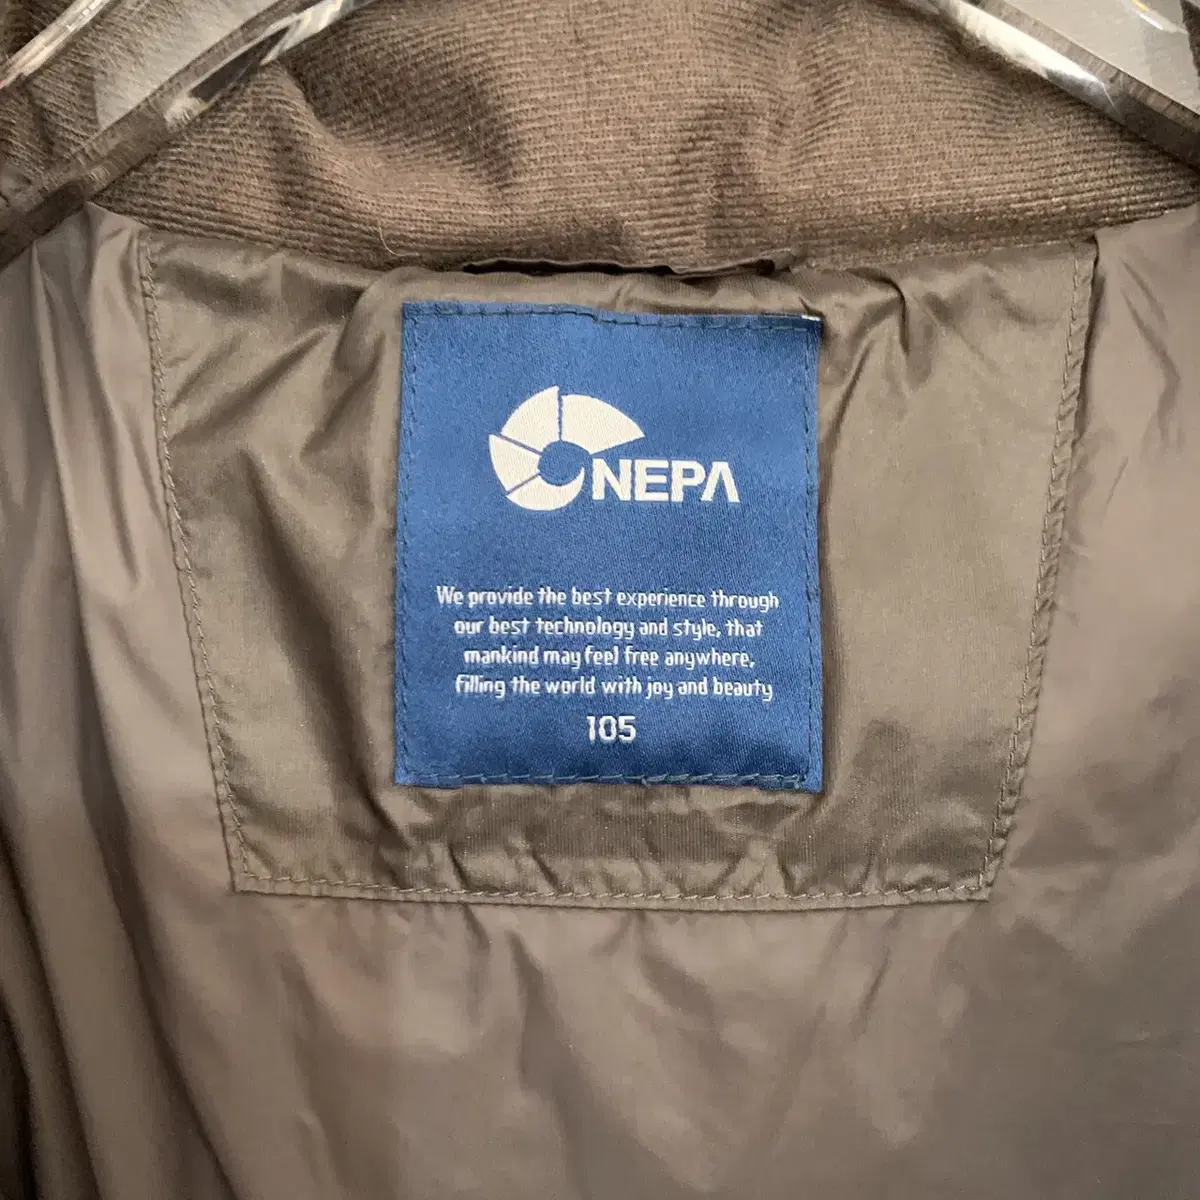 NEPA
We provide the best experience through
our best technology and style, that
mankind may feel free anywhere,
filling the world with joy and beauty
105